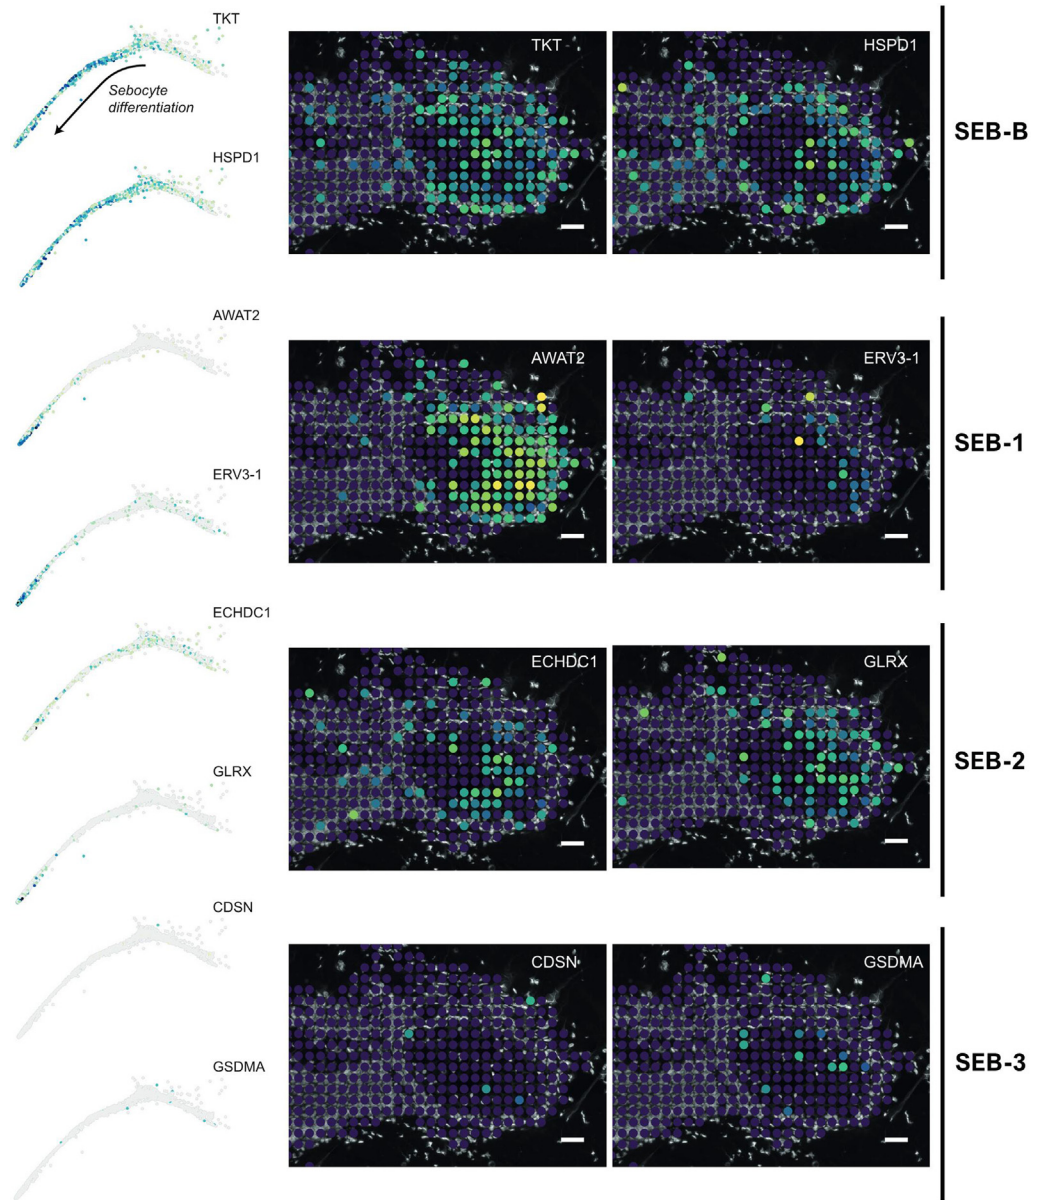 TKT
Sebocyte
differentiation
HSPD1
TKT
HSPD1
SEB-B
AWAT2
ERV3-1
AWAT2
ERV3-1
SEB-1
ECHDC1
GLRX
ECHDC1
GLRX
SEB-2
CDSN
GSDMA
CDSN
GSDMA
SEB-3